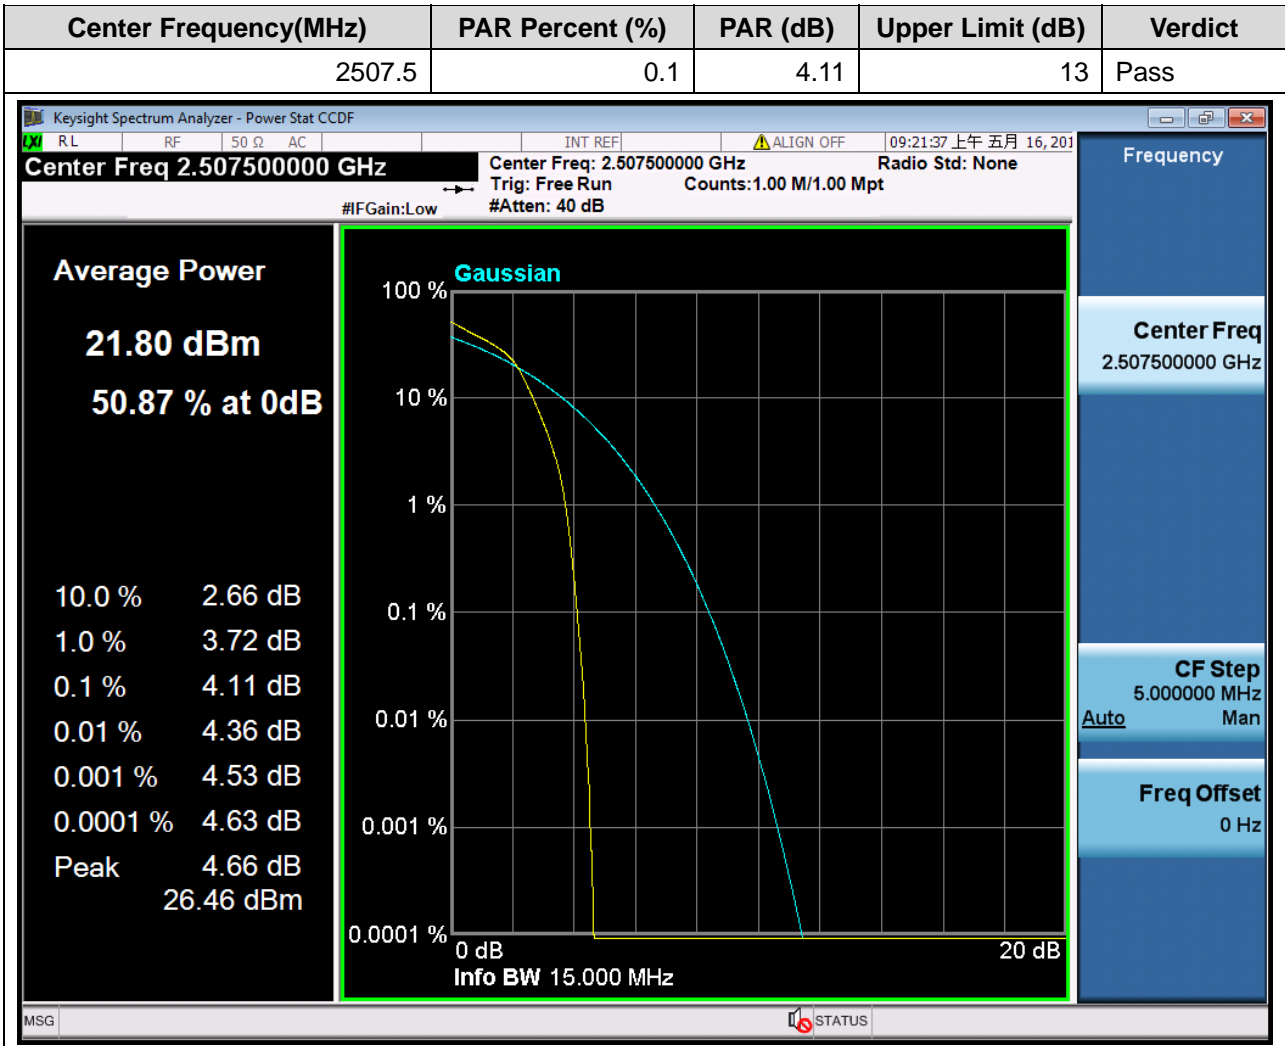 Center Frequency(MHz) PAR Percent (%) PAR (dB) Upper Limit (dB) Verdict
2507.5 0.1 4.11 13 Pass
Keysight Spectrum Analyzer - Power Stat CCDF
LXI RL RF 50 Ω AC INT REF ALIGN OFF 09:21:37 上午 五月 16, 201
Center Freq 2.507500000 GHz
Center Freq: 2.507500000 GHz Radio Std: None
Trig: Free Run Counts:1.00 M/1.00 Mpt
#IFGain:Low #Atten: 40 dB
Average Power
21.80 dBm
50.87 % at 0dB
10.0 % 2.66 dB
1.0 % 3.72 dB
0.1 % 4.11 dB
0.01 % 4.36 dB
0.001 % 4.53 dB
0.0001 % 4.63 dB
Peak 4.66 dB
26.46 dBm
Gaussian
100 %
10 %
1 %
0.1 %
0.01 %
0.001 %
0.0001 %
0 dB 20 dB
Info BW 15.000 MHz
Frequency
Center Freq
2.507500000 GHz
CF Step
5.000000 MHz
Auto Man
Freq Offset
0 Hz
MSG STATUS